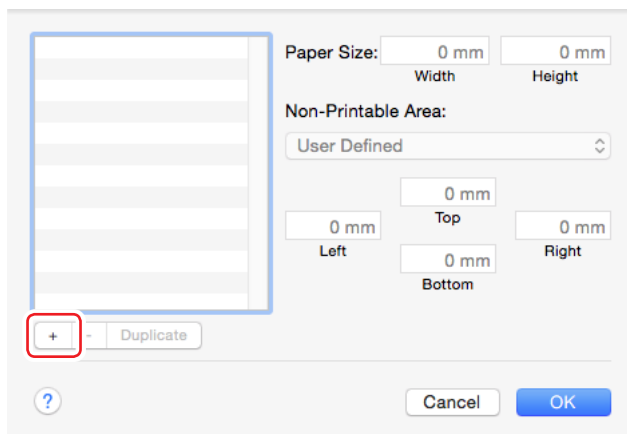 Paper Size: 0 mm 0 mm
Width Height
Non-Printable Area:
User Defined
0 mm
Top
0 mm 0 mm
Left Right
0 mm
Bottom
+ - Duplicate
? Cancel OK